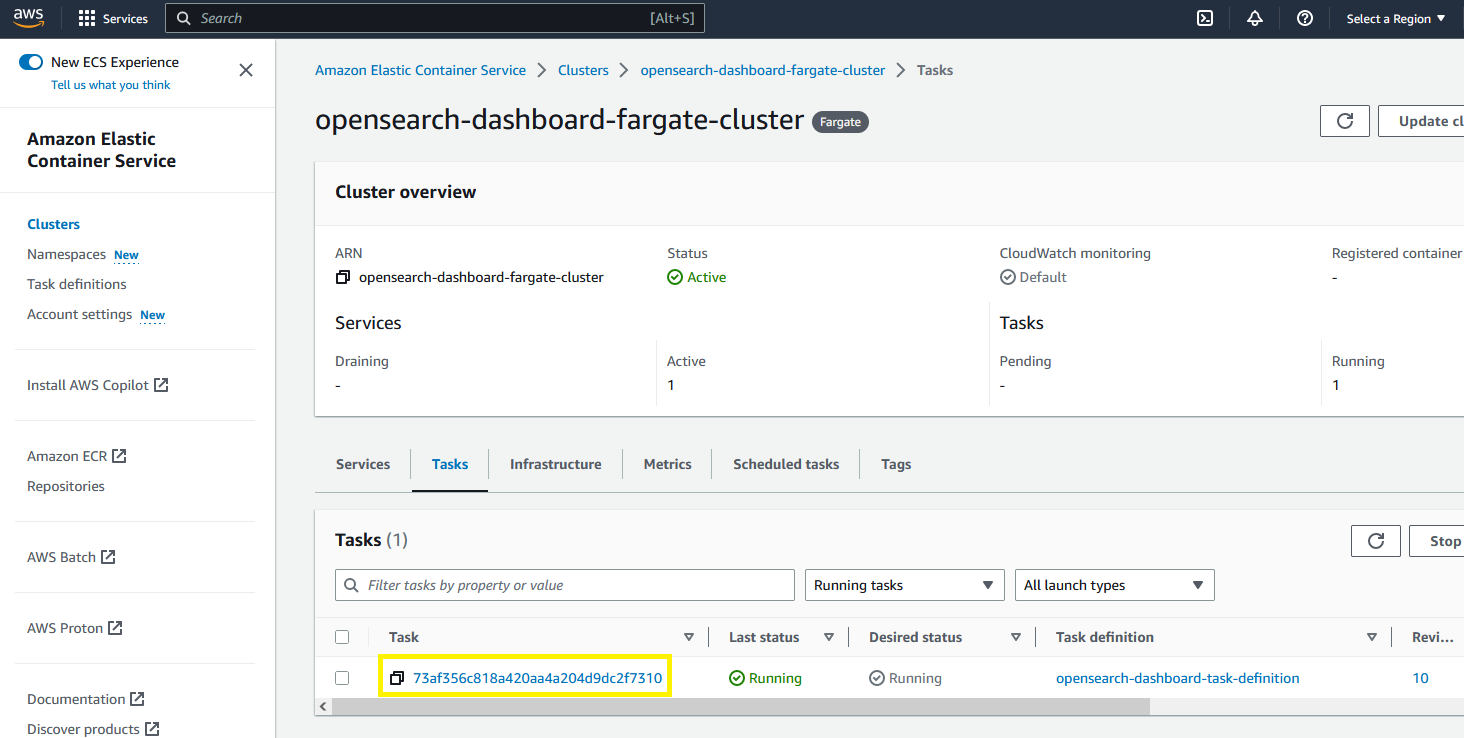 aws Services Search [Alt+S] Select a Region
New ECS Experience
Tell us what you think
Amazon Elastic
Container Service
Clusters
Namespaces New
Task definitions
Account settings New
Install AWS Copilot
Amazon ECR
Repositories
AWS Batch
AWS Proton
Documentation
Discover products
Amazon Elastic Container Service > Clusters > opensearch-dashboard-fargate-cluster > Tasks
opensearch-dashboard-fargate-cluster Fargate
Update cl
Cluster overview
ARN Status CloudWatch monitoring Registered container
opensearch-dashboard-fargate-cluster Active Default -
Services Tasks
Draining Active Pending Running
- 1 - 1
Services Tasks Infrastructure Metrics Scheduled tasks Tags
Tasks (1) Stop
Filter tasks by property or value Running tasks All launch types
Task Last status Desired status Task definition Revi...
73af356c818a420aa4a204d9dc2f7310 Running Running opensearch-dashboard-task-definition 10